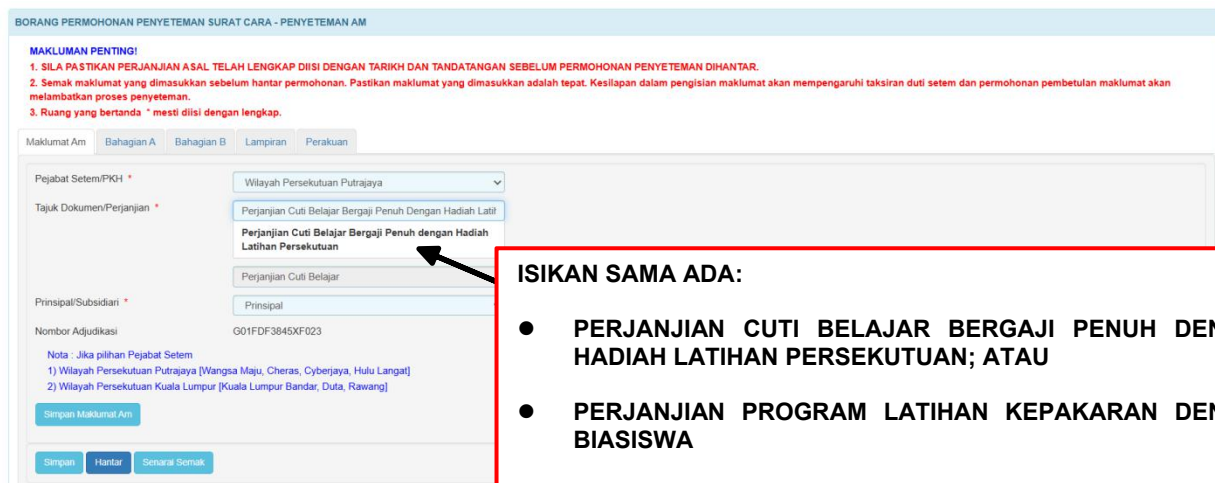 BORANG PERMOHONAN PENYETEMAN SURAT CARA - PENYETEMAN AM
MAKLUMAN PENTING!
1. SILA PASTIKAN PERJANJIAN ASAL TELAH LENGKAP DIISI DENGAN TARIKH DAN TANDATANGAN SEBELUM PERMOHONAN PENYETEMAN DIHANTAR.
2. Semak maklumat yang dimasukkan sebelum hantar permohonan. Pastikan maklumat yang dimasukkan adalah tepat. Kesilapan dalam pengisian maklumat akan mempengaruhi taksiran duti setem dan permohonan pembetulan maklumat akan
melambatkan proses penyeteman.
3. Ruang yang bertanda * mesti diisi dengan lengkap.
Maklumat Am Bahagian A Bahagian B Lampiran Perakuan
Pejabat Setem/PKH * Wilayah Persekutuan Putrajaya
Tajuk Dokumen/Perjanjian * Perjanjian Cuti Belajar Bergaji Penuh Dengan Hadiah Latih
Perjanjian Cuti Belajar Bergaji Penuh dengan Hadiah
Latihan Persekutuan
Perjanjian Cuti Belajar
Prinsipal/Subsidiari * Prinsipal
Nombor Adjudikasi G01FDF3845XF023
Nota : Jika pilihan Pejabat Setem
1) Wilayah Persekutuan Putrajaya [Wangsa Maju, Cheras, Cyberjaya, Hulu Langat]
2) Wilayah Persekutuan Kuala Lumpur [Kuala Lumpur Bandar, Duta, Rawang]
Simpan Maklumat Am
Simpan Hantar Senarai Semak
ISIKAN SAMA ADA:
● PERJANJIAN CUTI BELAJAR BERGAJI PENUH DEN
HADIAH LATIHAN PERSEKUTUAN; ATAU
● PERJANJIAN PROGRAM LATIHAN KEPAKARAN DEN
BIASISWA